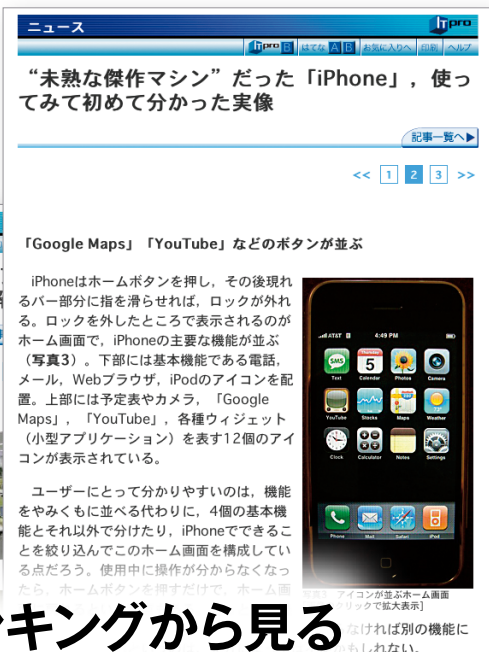 ニュース
ITpro
ITpro B はてな A B お気に入りへ 印刷 ヘルプ
“未熟な傑作マシン”だった「iPhone」，使っ
てみて初めて分かった実像
記事一覧へ▶
<< 1 2 3 >>
「Google Maps」「YouTube」などのボタンが並ぶ
iPhoneはホームボタンを押し，その後現れ
るバー部分に指を滑らせれば，ロックが外れ
る。ロックを外したところで表示されるのが
ホーム画面で，iPhoneの主要な機能が並ぶ
（写真3）。下部には基本機能である電話，
メール，Webブラウザ，iPodのアイコンを配
置。上部には予定表やカメラ，「Google
Maps」，「YouTube」，各種ウィジェット
（小型アプリケーション）を表す12個のアイ
コンが表示されている。
ユーザーにとって分かりやすいのは，機能
をやみくもに並べる代わりに，4個の基本機
能とそれ以外で分けたり，iPhoneでできるこ
とを絞り込んでこのホーム画面を構成してい
る点だろう。使用中に操作が分からなくなっ
たら，ホームボタンを押すだけで，ホーム画
AT&T 4:49 PM
SMS Thursday 5
Text Calendar Photos Camera
YouTube Stocks Maps Weather
Clock Calculator Notes Settings
Phone Mail Safari iPod
写真3 アイコンが並ぶホーム画面
クリックで拡大表示]
なければ別の機能に
かもしれない。
ンキングから見る